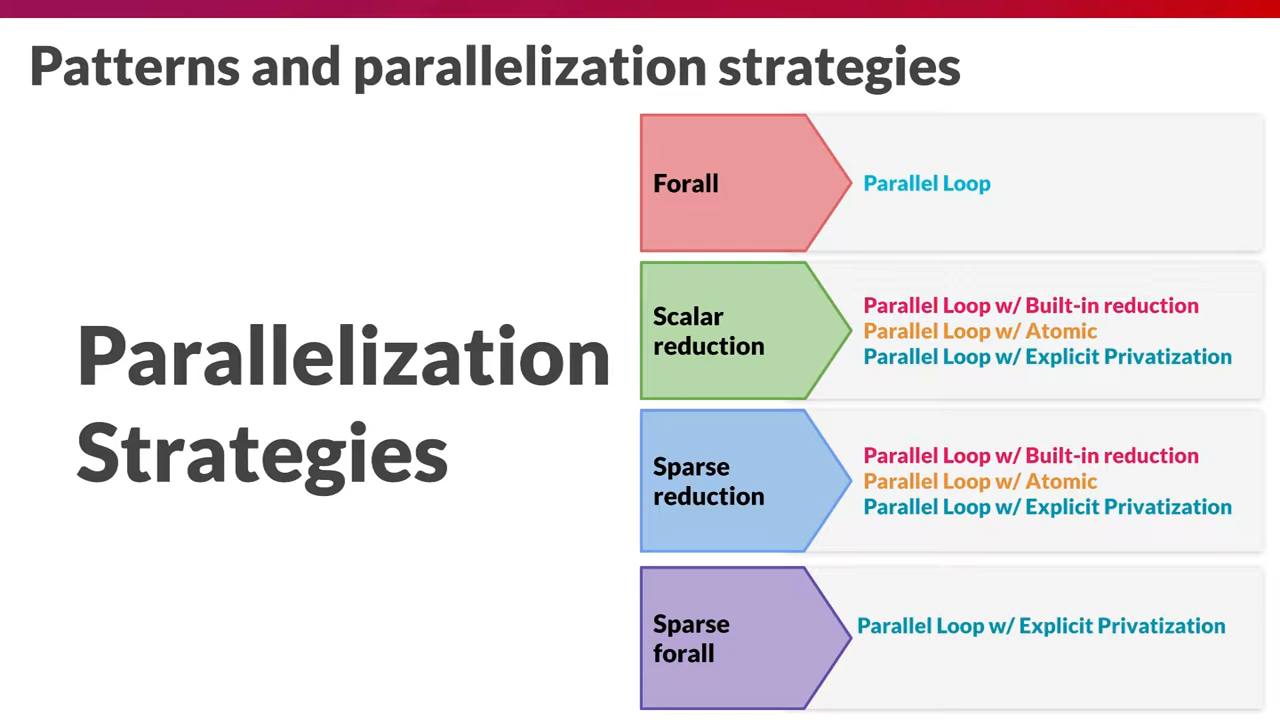 Patterns and parallelization strategies
Parallelization
Strategies
Forall
Parallel Loop
Scalar
reduction
Parallel Loop w/ Built-in reduction
Parallel Loop w/ Atomic
Parallel Loop w/ Explicit Privatization
Sparse
reduction
Parallel Loop w/ Built-in reduction
Parallel Loop w/ Atomic
Parallel Loop w/ Explicit Privatization
Sparse
forall
Parallel Loop w/ Explicit Privatization